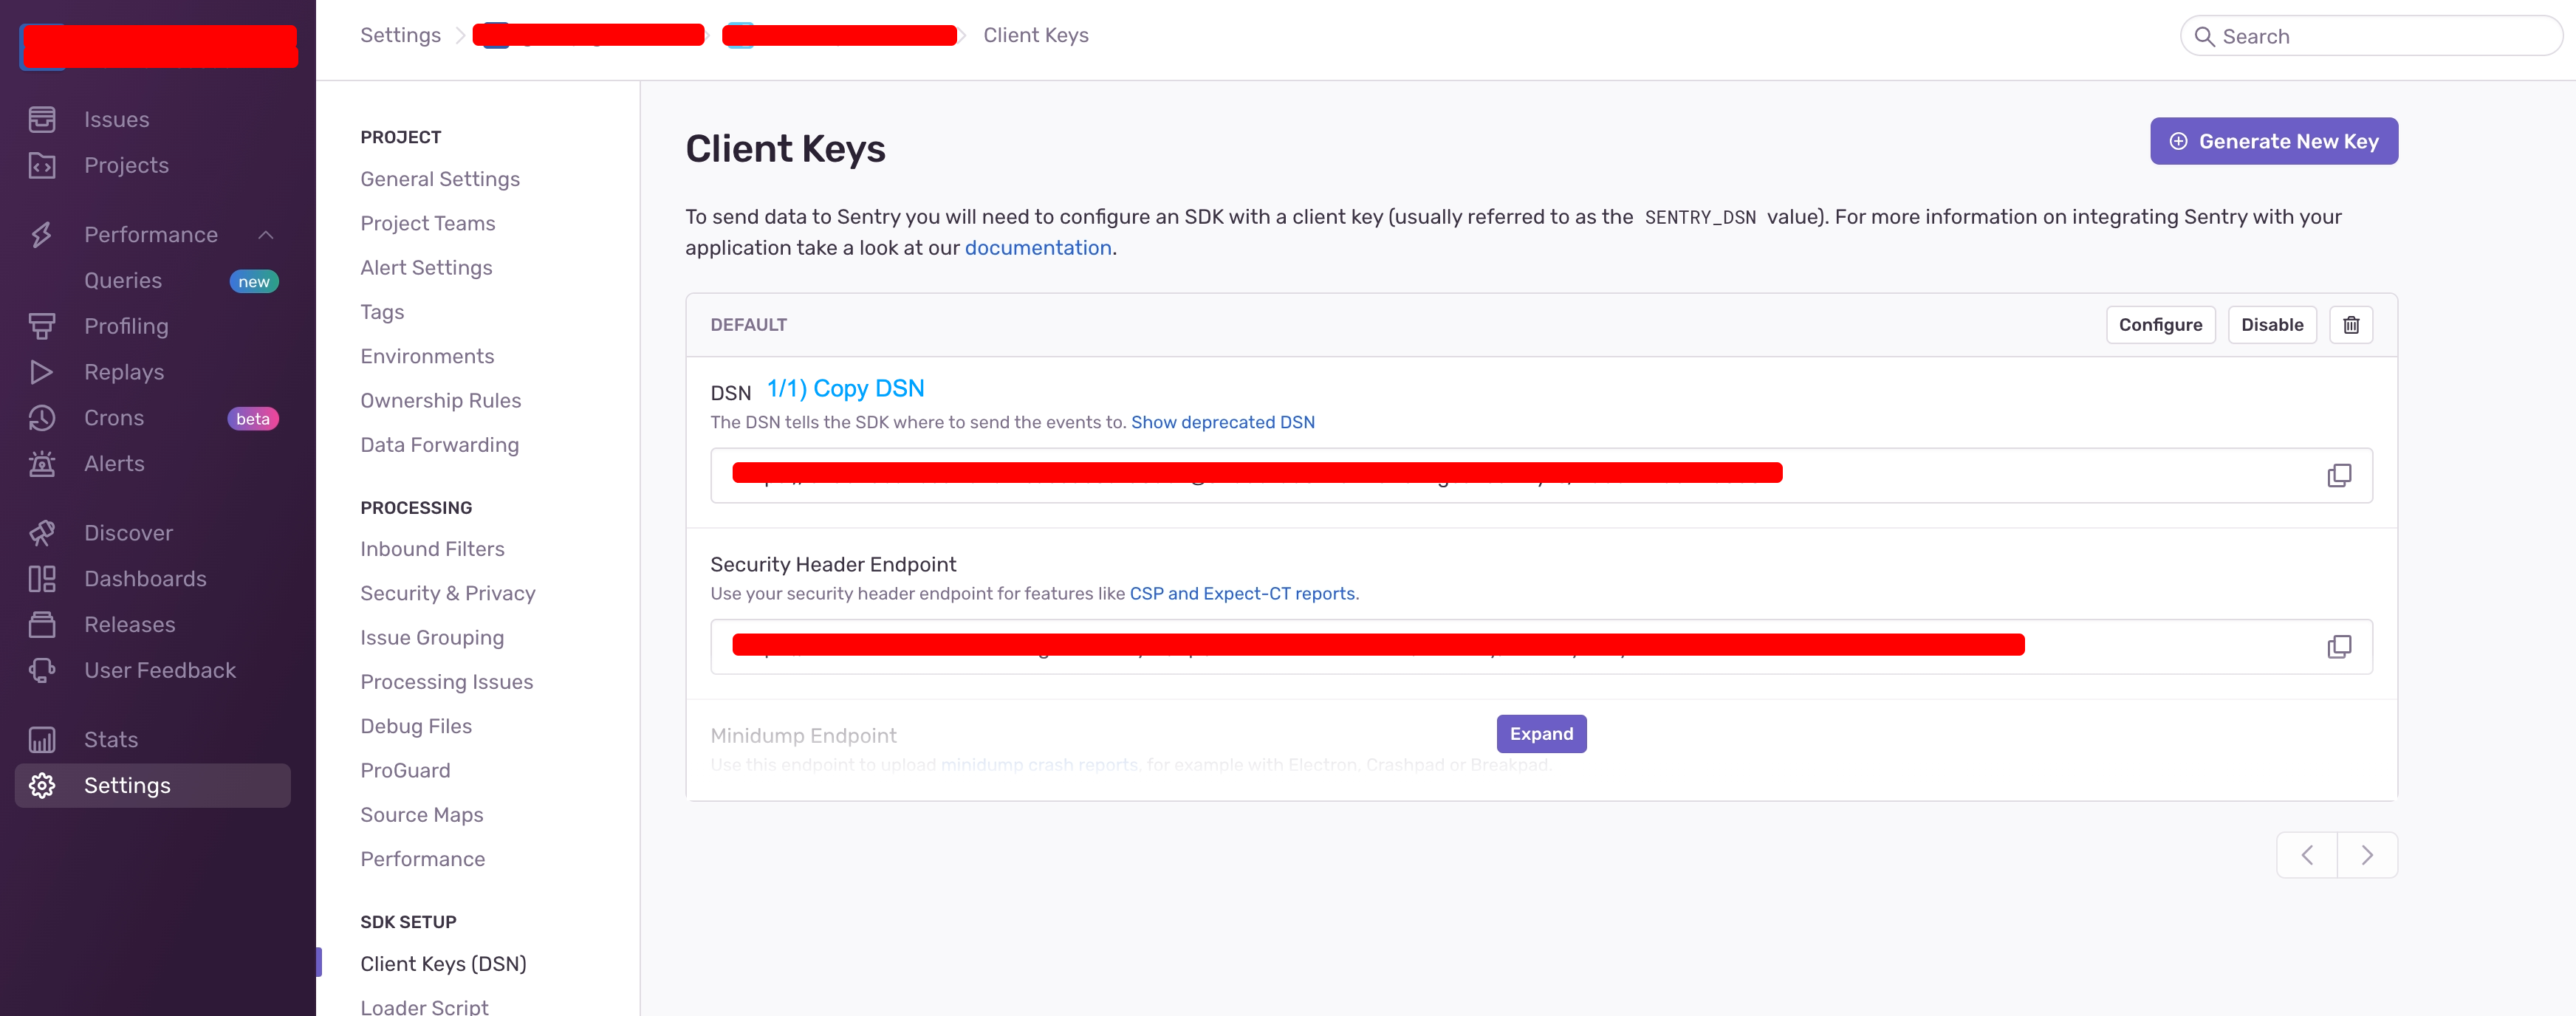 Settings
Client Keys
Search
Issues
Projects
Performance
Queries new
Profiling
Replays
Crons beta
Alerts
Discover
Dashboards
Releases
User Feedback
Stats
Settings
PROJECT
General Settings
Project Teams
Alert Settings
Tags
Environments
Ownership Rules
Data Forwarding
PROCESSING
Inbound Filters
Security & Privacy
Issue Grouping
Processing Issues
Debug Files
ProGuard
Source Maps
Performance
SDK SETUP
Client Keys (DSN)
Loader Script
Client Keys
Generate New Key
To send data to Sentry you will need to configure an SDK with a client key (usually referred to as the SENTRY_DSN value). For more information on integrating Sentry with your
application take a look at our documentation.
DEFAULT
Configure
Disable
DSN 1/1) Copy DSN
The DSN tells the SDK where to send the events to. Show deprecated DSN
Security Header Endpoint
Use your security header endpoint for features like CSP and Expect-CT reports.
Minidump Endpoint
Expand
Use this endpoint to upload minidump crash reports, for example with Electron, Crashpad or Breakpad.